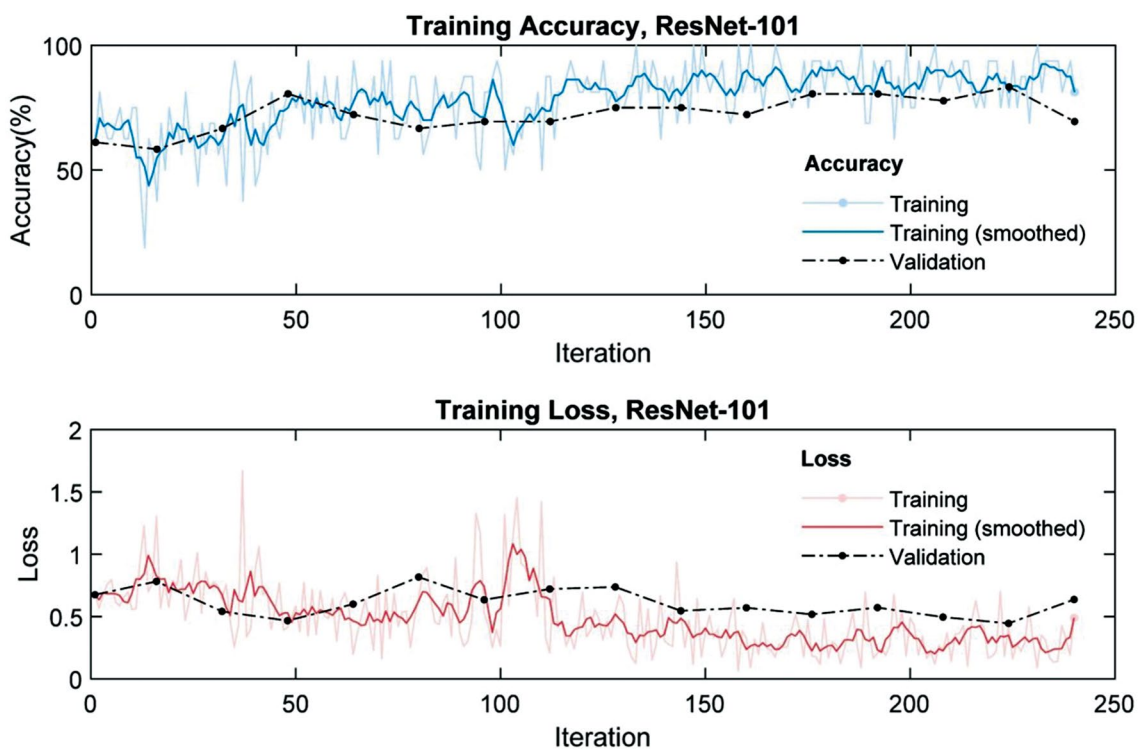 Training Accuracy, ResNet-101
100
50
0
Accuracy(%)
Accuracy
Training
Training (smoothed)
Validation
0 50 100 150 200 250
Iteration
Training Loss, ResNet-101
2
1.5
1
0.5
0
Loss
Loss
Training
Training (smoothed)
Validation
0 50 100 150 200 250
Iteration